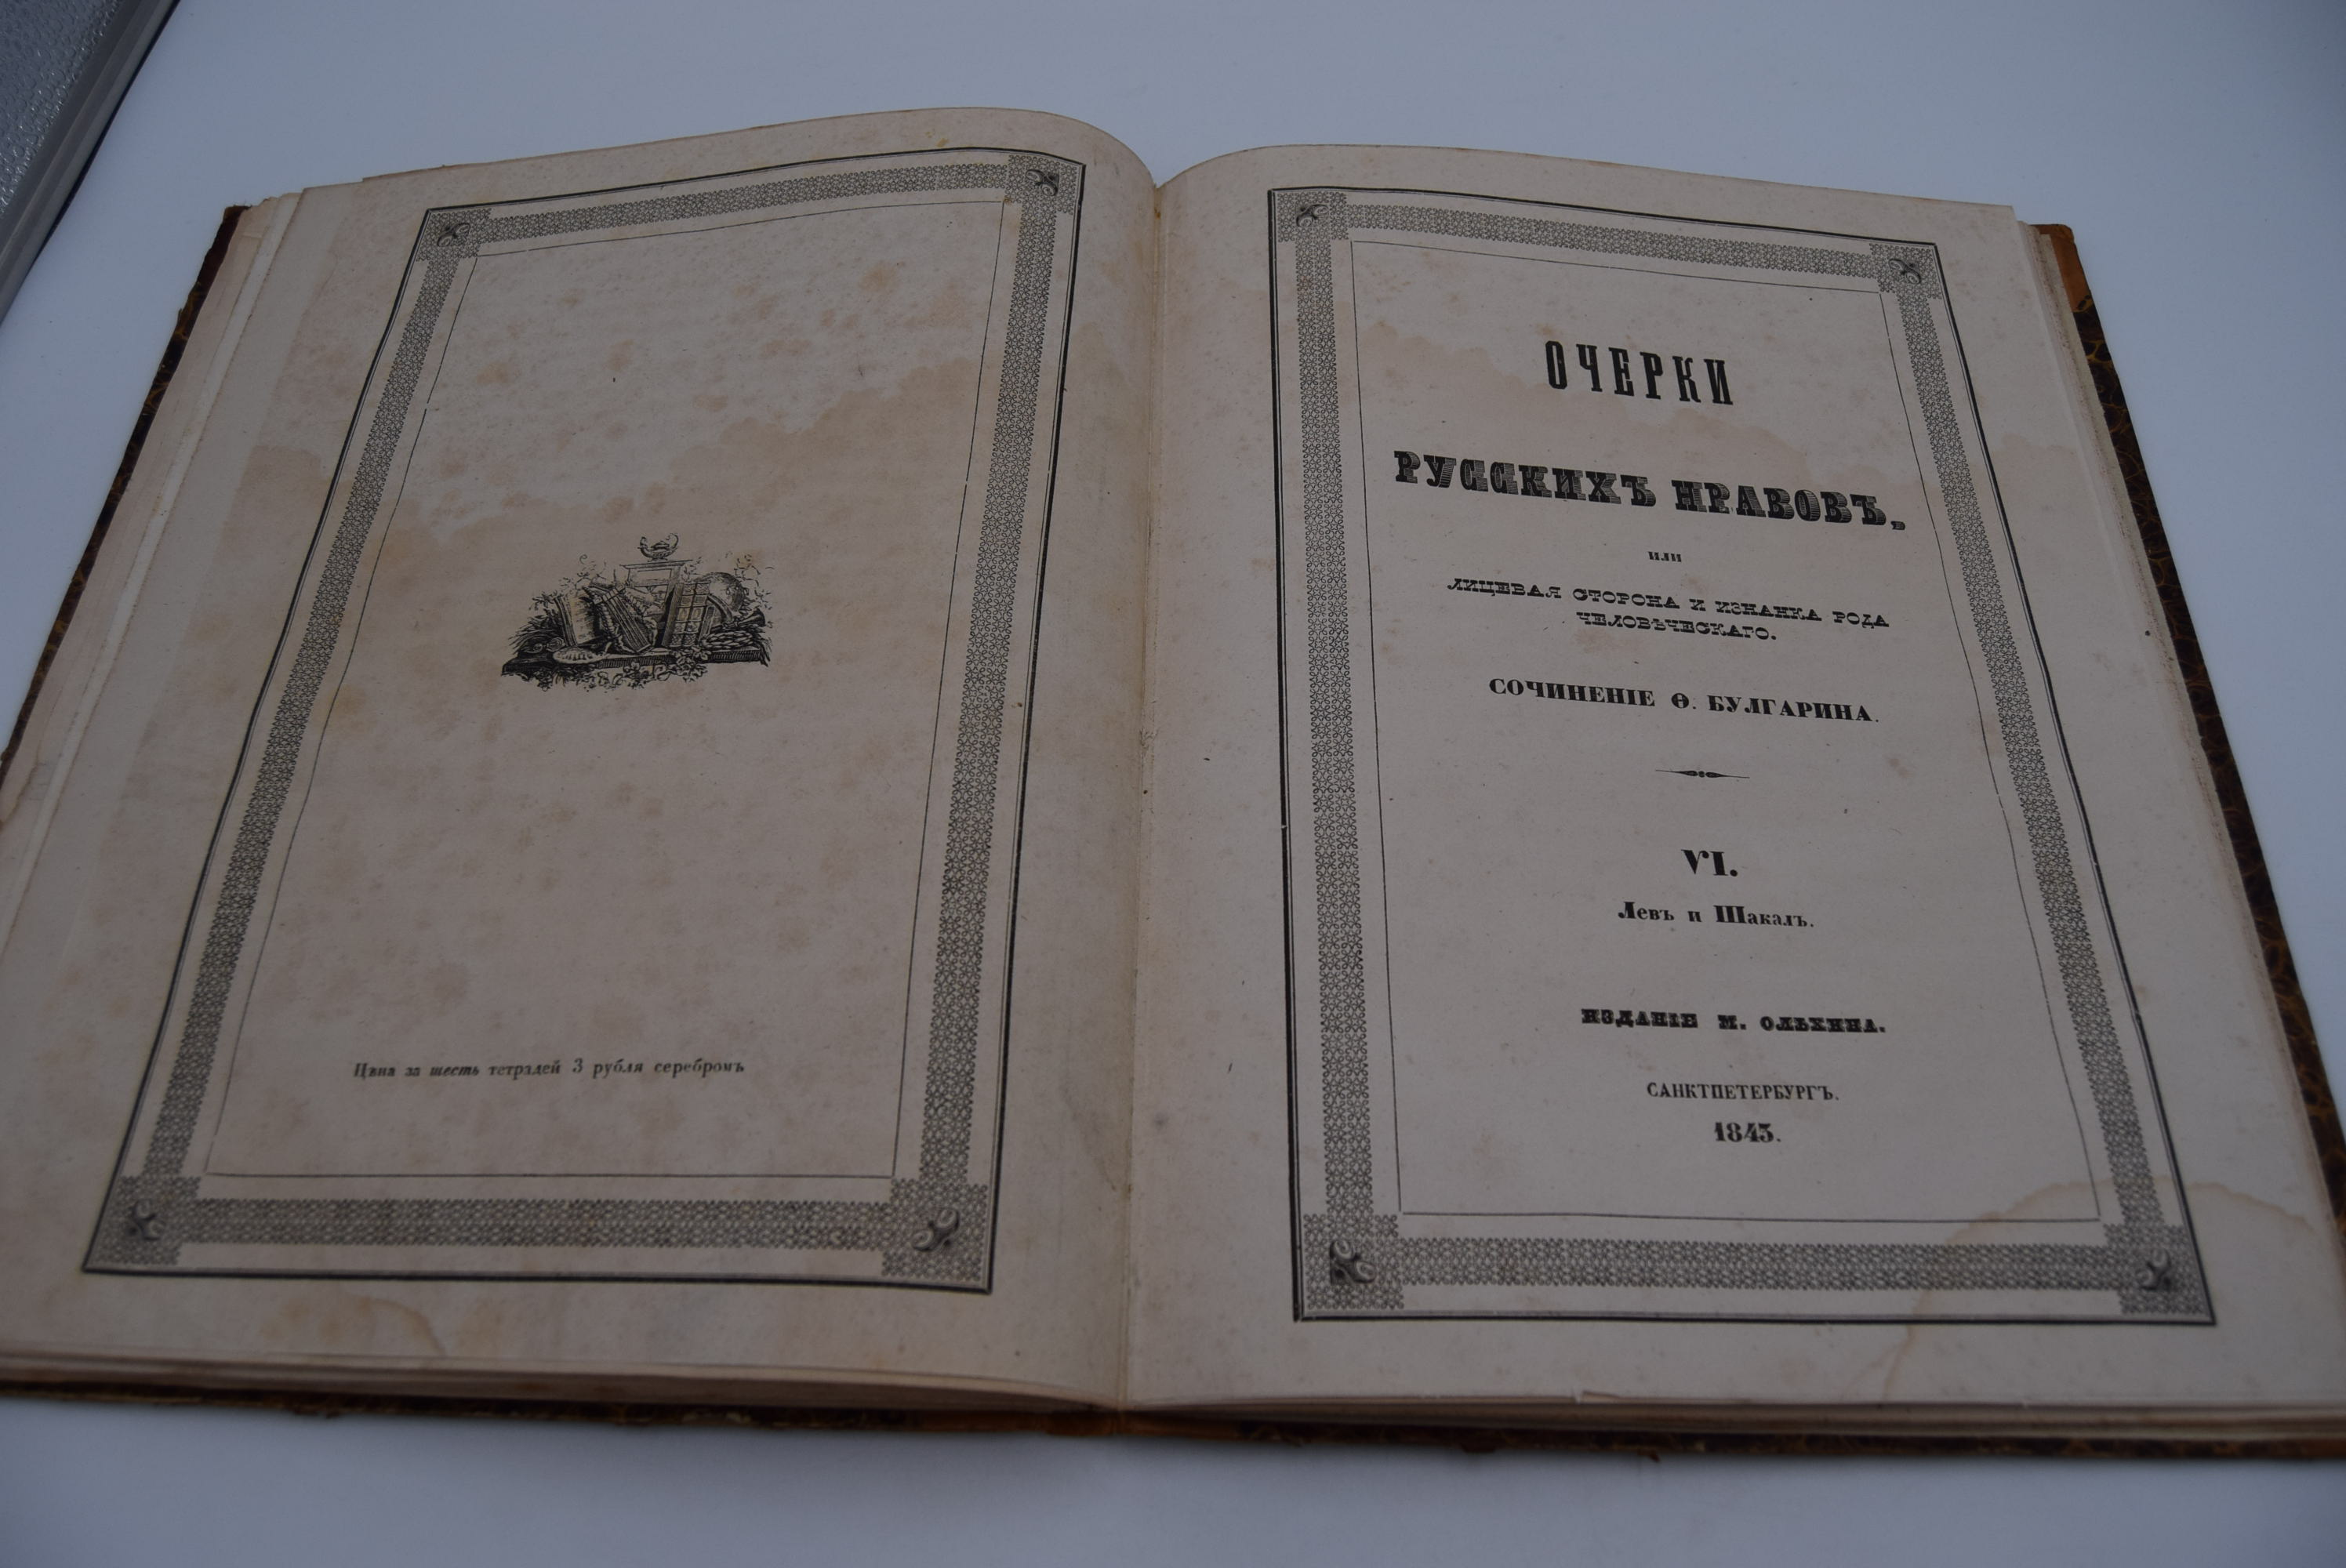 Цѣна за шесть тетрадей 3 рубля серебромъ
ОЧЕРКИ
РУССКИХЪ НРАВОВЪ,
или
ЛИЦЕВАЯ СТОРОНА И ИЗНАНКА РОДА
ЧЕЛОВѢЧЕСКАГО.
СОЧИНЕНІЕ Ѳ. БУЛГАРИНА.
VI.
Левъ и Шакалъ.
ИЗДАНІЕ М. ОЛЬХИНА.
САНКТПЕТЕРБУРГЪ.
1843.